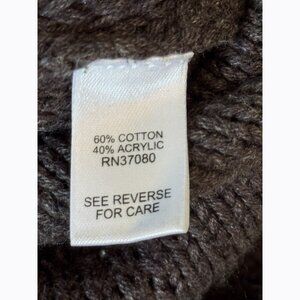 60% COTTON
40% ACRYLIC
RN37080
SEE REVERSE
FOR CARE